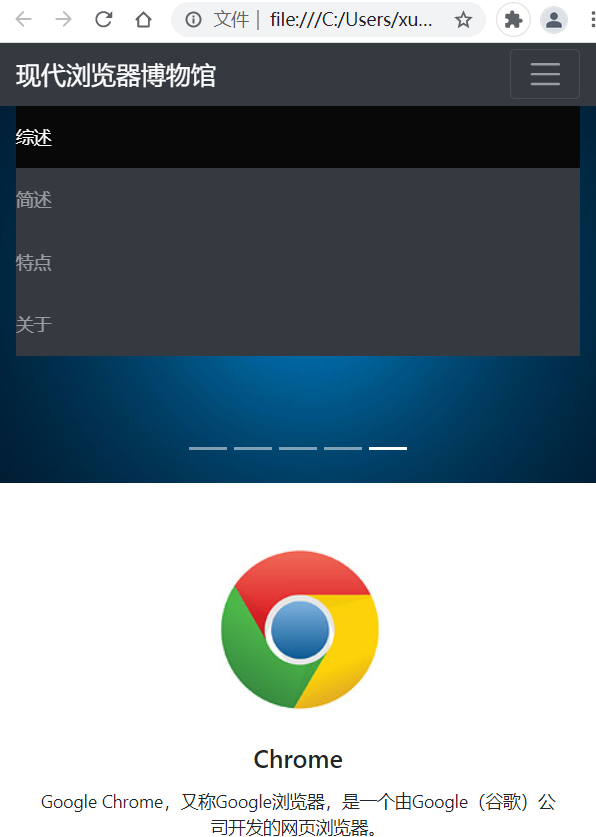 文件 | file:///C:/Users/xu...
现代浏览器博物馆
综述
简述
特点
关于
Chrome
Google Chrome，又称Google浏览器，是一个由Google（谷歌）公
司开发的网页浏览器。